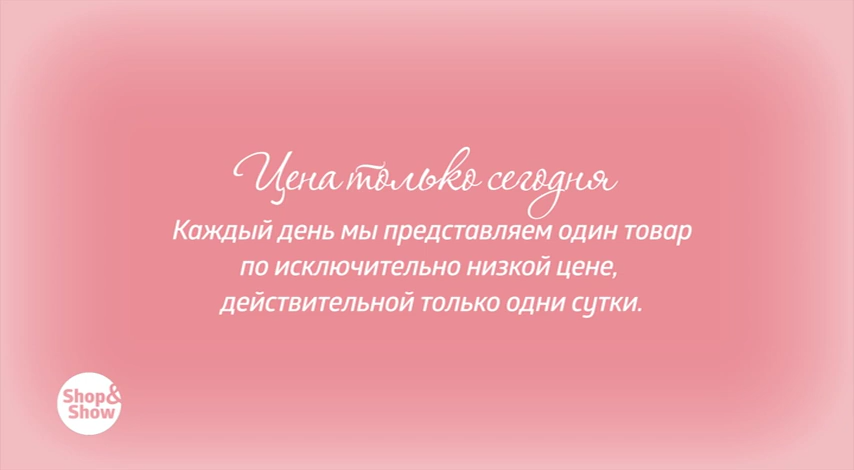 Цена только сегодня
Каждый день мы представляем один товар
по исключительно низкой цене,
действительной только одни сутки.
Shop&
Show